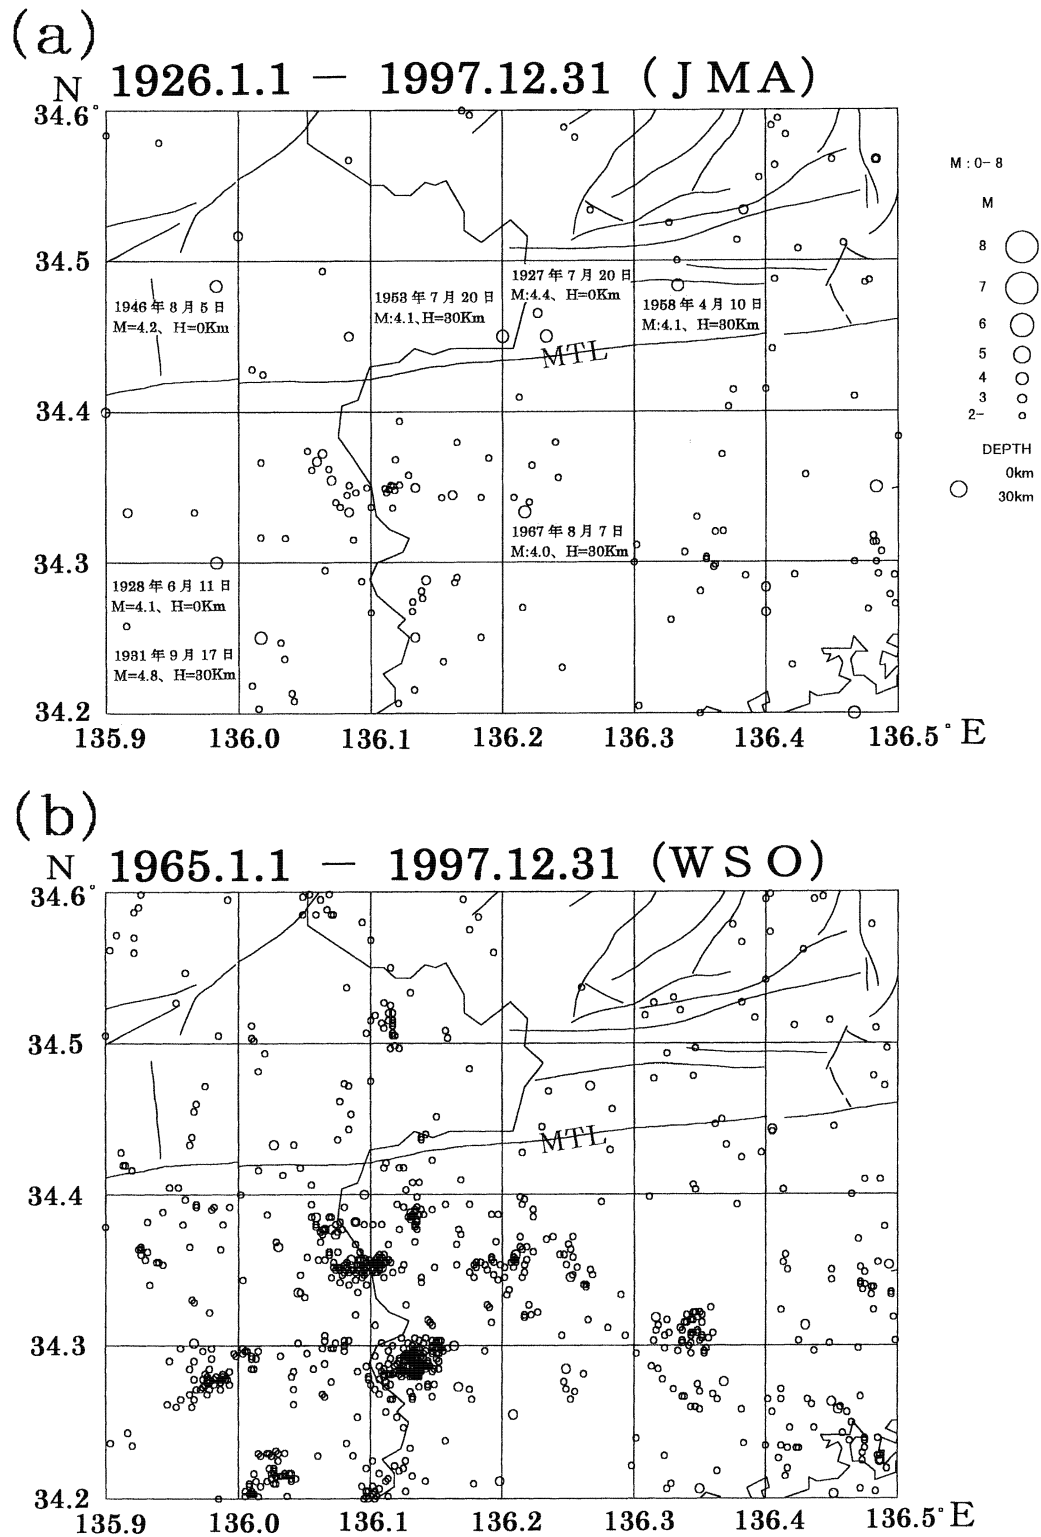 (a)
N 1926.1.1 — 1997.12.31 (JMA)
34.6°
M : 0- 8
M
8
34.5
1927年7月20日
M:4.4、H=0Km
7
1946年8月5日
M=4.2、H=0Km
1953年7月20日
M:4.1、H=30Km
1958年4月10日
M:4.1、H=30Km
6
MTL
5
4
3
34.4
2-
DEPTH
0km
30km
1967年8月7日
M:4.0、H=30Km
34.3
1928年6月11日
M=4.1、H=0Km
1931年9月17日
M=4.8、H=30Km
34.2
135.9 136.0 136.1 136.2 136.3 136.4 136.5° E
(b)
N 1965.1.1 — 1997.12.31 (WSO)
34.6°
34.5
MTL
34.4
34.3
34.2
135.9 136.0 136.1 136.2 136.3 136.4 136.5° E